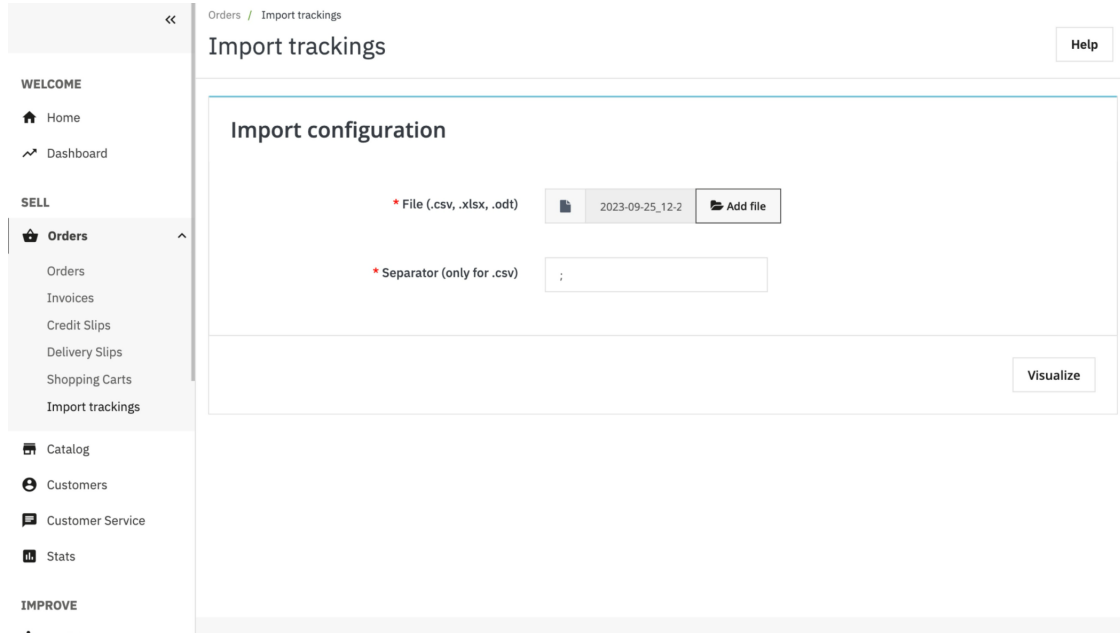 Orders / Import trackings
Import trackings
Help
WELCOME
Home
Dashboard
SELL
Orders
Orders
Invoices
Credit Slips
Delivery Slips
Shopping Carts
Import trackings
Catalog
Customers
Customer Service
Stats
IMPROVE
Import configuration
* File (.csv, .xlsx, .odt)
2023-09-25_12-2
Add file
* Separator (only for .csv)
;
Visualize